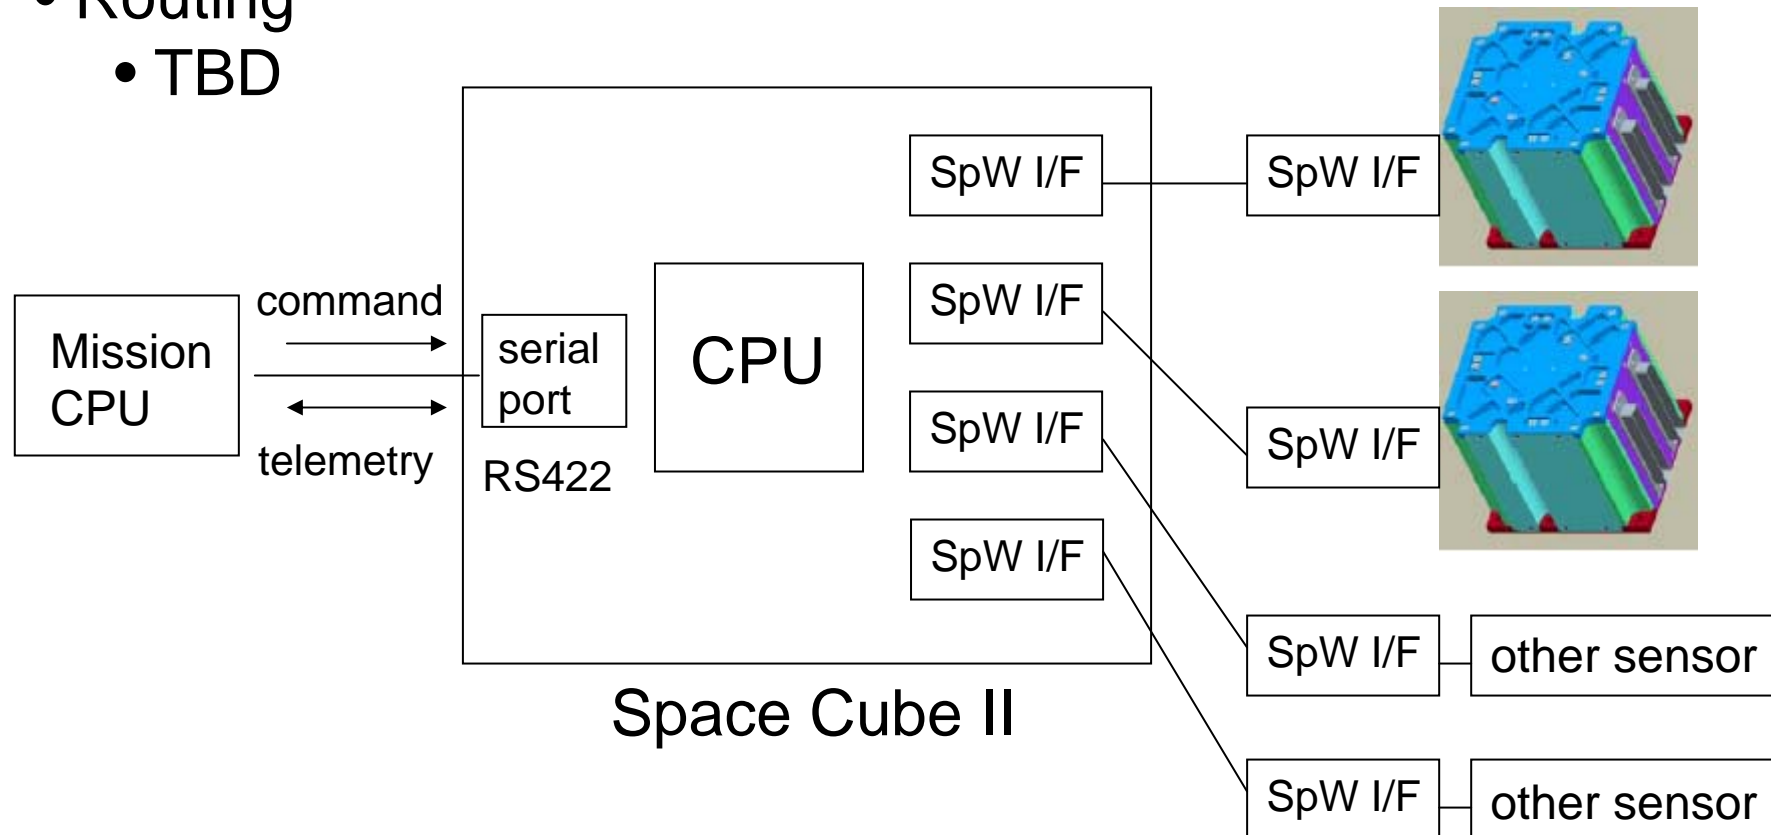 • Routing
• TBD
SpW I/F
SpW I/F
command
SpW I/F
Mission
CPU
serial
port
CPU
telemetry
RS422
SpW I/F
SpW I/F
SpW I/F
SpW I/F
other sensor
Space Cube II
SpW I/F
other sensor